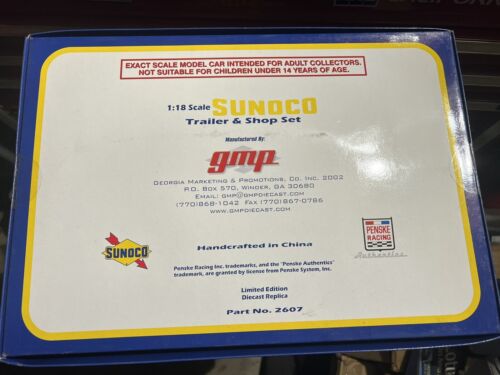 EXACT SCALE MODEL CAR INTENDED FOR ADULT COLLECTORS.
NOT SUITABLE FOR CHILDREN UNDER 14 YEARS OF AGE.
1:18 Scale SUNOCO
Trailer & Shop Set
Manufactured By:
gmp
GEORGIA MARKETING & PROMOTIONS, CO. INC. 2002
P.O. BOX 570, WINDER, GA 30680
EMAIL: GMP@GMPDIECAST.COM
(770)868-1042 FAX (770)867-0786
WWW.GMPDIECAST.COM
SUNOCO
PENSKE
RACING
Authentics
Handcrafted in China
Penske Racing Inc. trademarks, and the "Penske Authentics"
trademark, are granted by license from Penske System, Inc.
Limited Edition
Diecast Replica
Part No. 2607